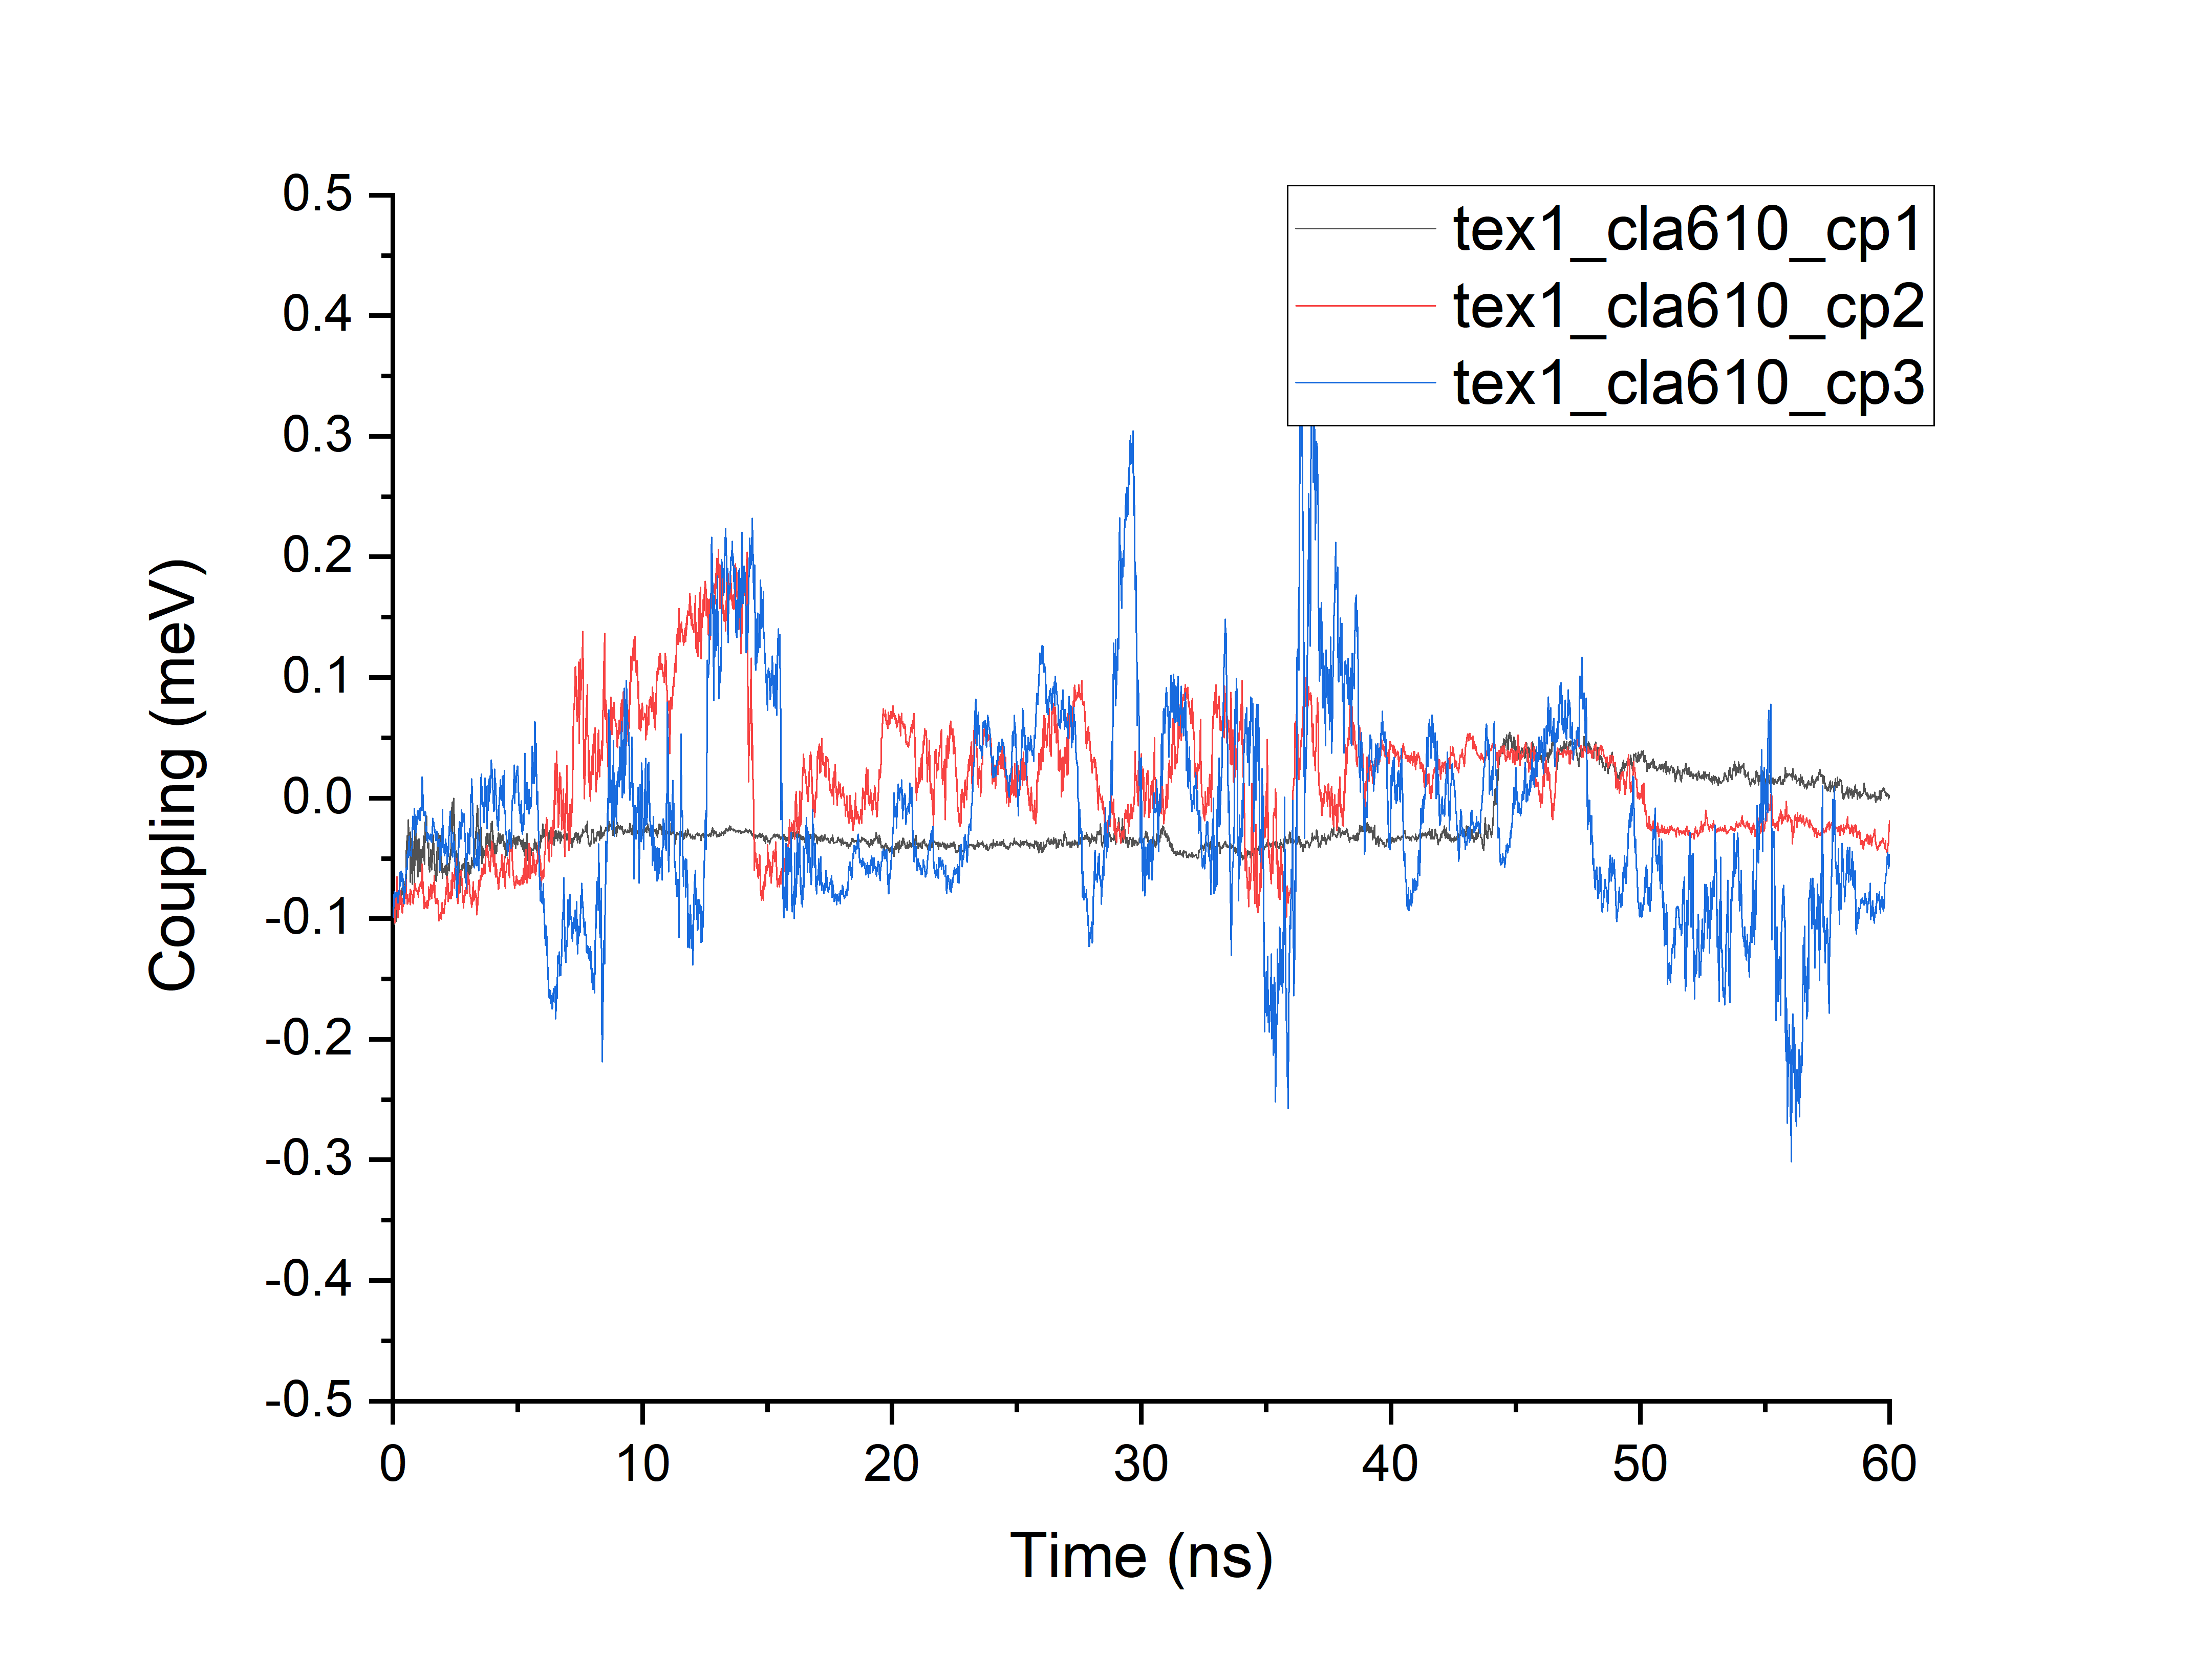 tex1_cla610_cp1
tex1_cla610_cp2
tex1_cla610_cp3
Coupling (meV)
0.5
0.4
0.3
0.2
0.1
0.0
-0.1
-0.2
-0.3
-0.4
-0.5
0 10 20 30 40 50 60
Time (ns)